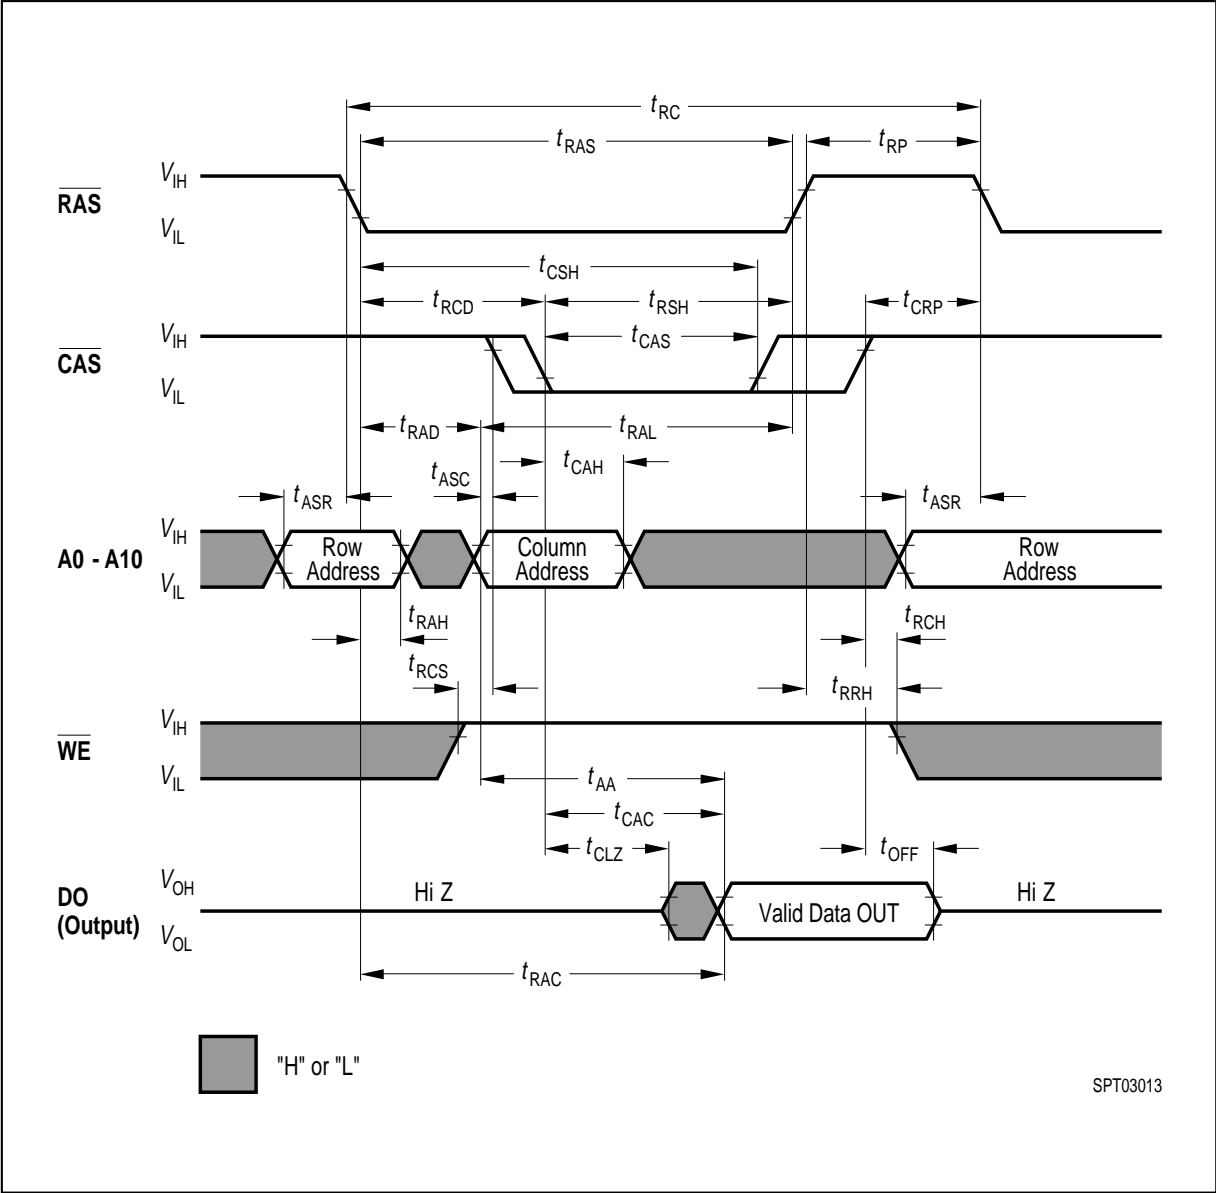 tRC
tRAS
tRP
VIH
RAS
VIL
tCSH
tRCD
tRSH
tCRP
VIH
tCAS
CAS
VIL
tRAD
tRAL
tASC
tCAH
tASR
tASR
VIH
A0 - A10
Row Address
Column Address
Row Address
VIL
tRAH
tRCH
tRCS
tRRH
VIH
WE
VIL
tAA
tCAC
tCLZ
tOFF
VOH
Hi Z
Hi Z
DO
(Output)
Valid Data OUT
VOL
tRAC
"H" or "L"
SPT03013